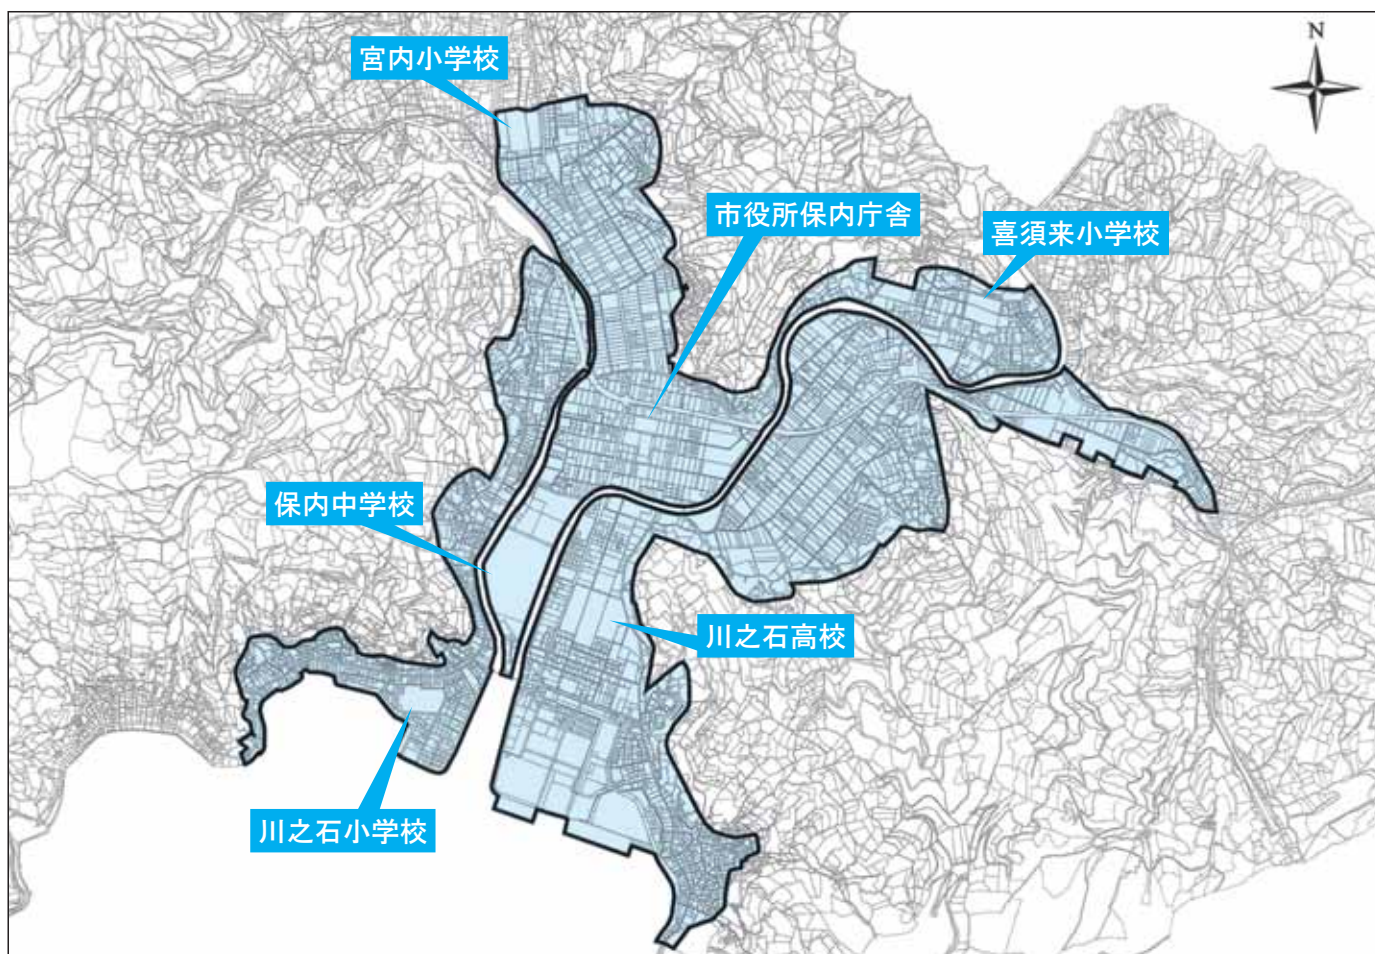 N
宮内小学校
市役所保内庁舎
喜須来小学校
保内中学校
川之石高校
川之石小学校